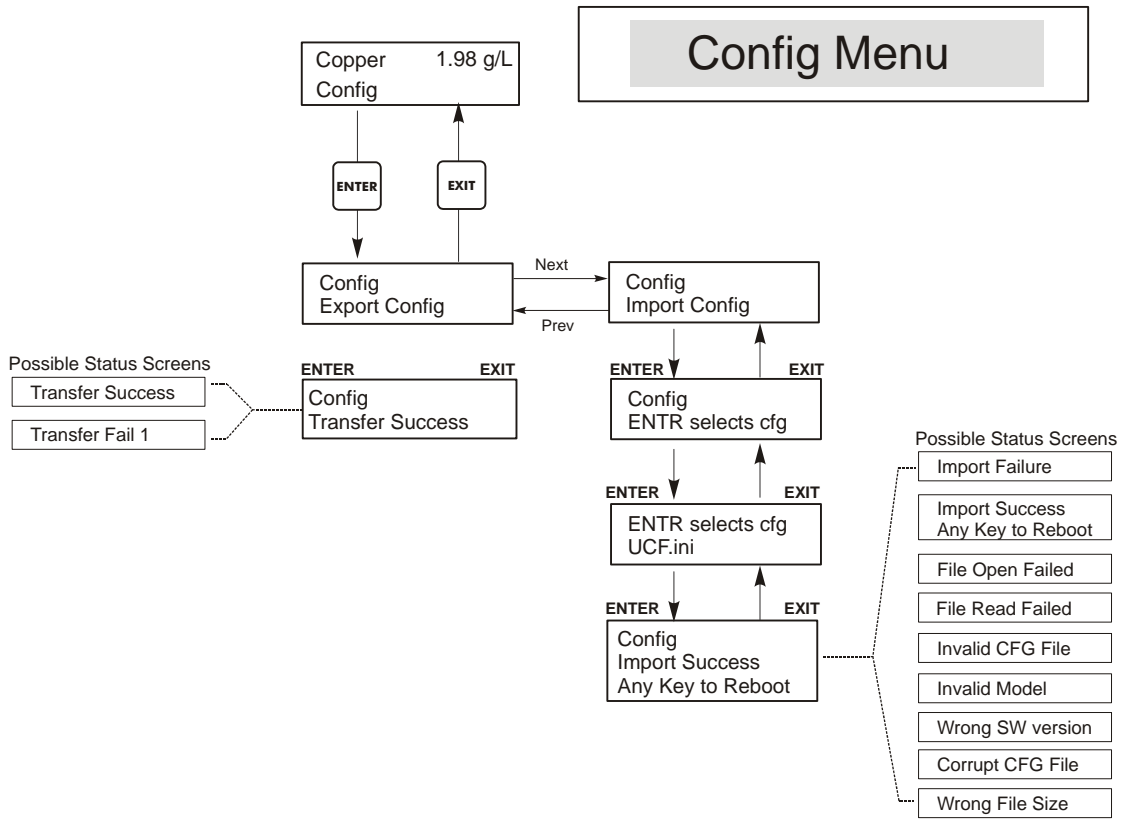 Config Menu
Copper 1.98 g/L
Config
ENTER
EXIT
Config
Export Config
Next
Prev
Config
Import Config
Possible Status Screens
Transfer Success
Transfer Fail 1
ENTER EXIT
Config
Transfer Success
ENTER EXIT
Config
ENTR selects cfg
ENTER EXIT
ENTR selects cfg
UCF.ini
ENTER EXIT
Config
Import Success
Any Key to Reboot
Possible Status Screens
Import Failure
Import Success
Any Key to Reboot
File Open Failed
File Read Failed
Invalid CFG File
Invalid Model
Wrong SW version
Corrupt CFG File
Wrong File Size